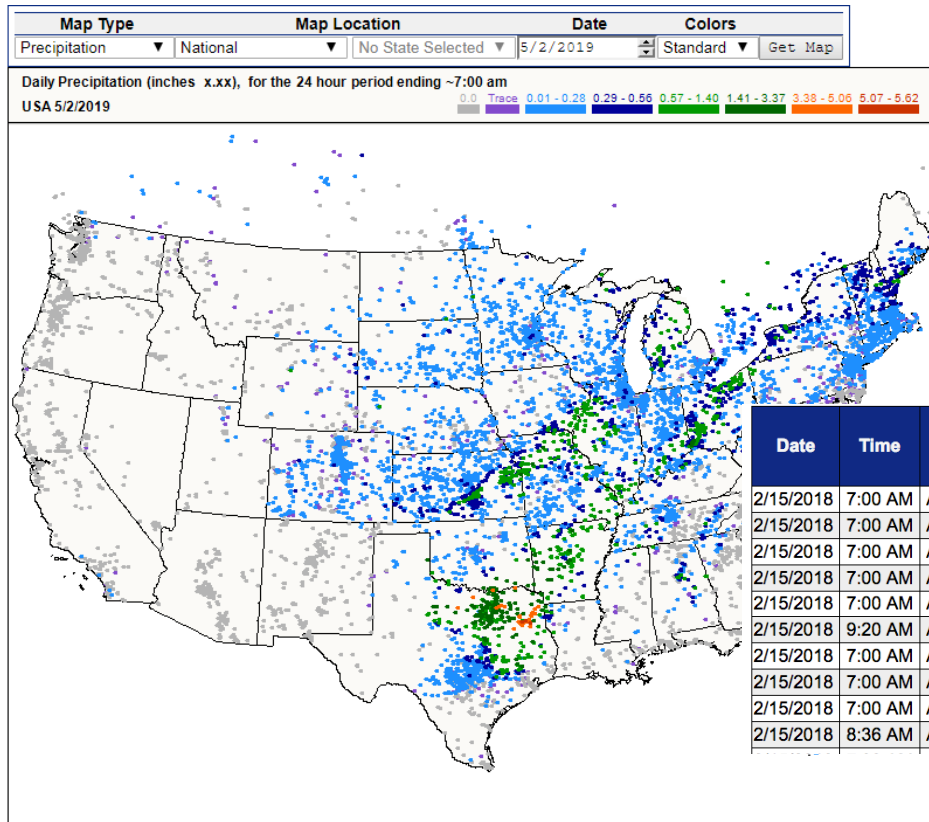 Map Type Map Location Date Colors
Precipitation National No State Selected 5/2/2019 Standard Get Map
Daily Precipitation (inches x.xx), for the 24 hour period ending ~7:00 am
USA 5/2/2019 0.0 Trace 0.01 - 0.28 0.29 - 0.56 0.57 - 1.40 1.41 - 3.37 3.38 - 5.06 5.07 - 5.62
Date Time
2/15/2018 7:00 AM
2/15/2018 7:00 AM
2/15/2018 7:00 AM
2/15/2018 7:00 AM
2/15/2018 7:00 AM
2/15/2018 9:20 AM
2/15/2018 7:00 AM
2/15/2018 7:00 AM
2/15/2018 7:00 AM
2/15/2018 8:36 AM